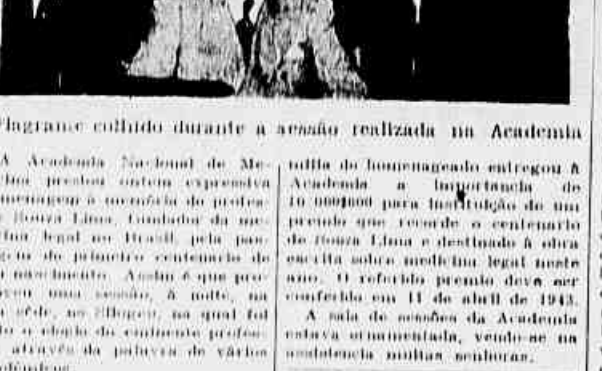 Flagrante colhido durante a sessão realizada na Academia
A Academia Nacional de Me-
prestou ontem expressiva
menagem á memória do profes-
Souza Lima, fundador da me-
legal no Brasil, pela pas-
gem do primeiro centenario de
nascimento. Assim é que pro-
uma sessão, á noite, na
séde, no Silogeu, na qual foi
o elogio do eminente profes-
através da palavra de vários
milia do homenageado entregou á
Academia a importancia de
10.000$000 para instituição de um
premio que recorde o centenario
de Souza Lima e destinado á obra
escrita sobre medicina legal neste
ano. O referido premio deve ser
conferido em 11 de abril de 1943.
A sala de sessões da Academia
estava ornamentada, vendo-se na
assistencia muitas senhoras.